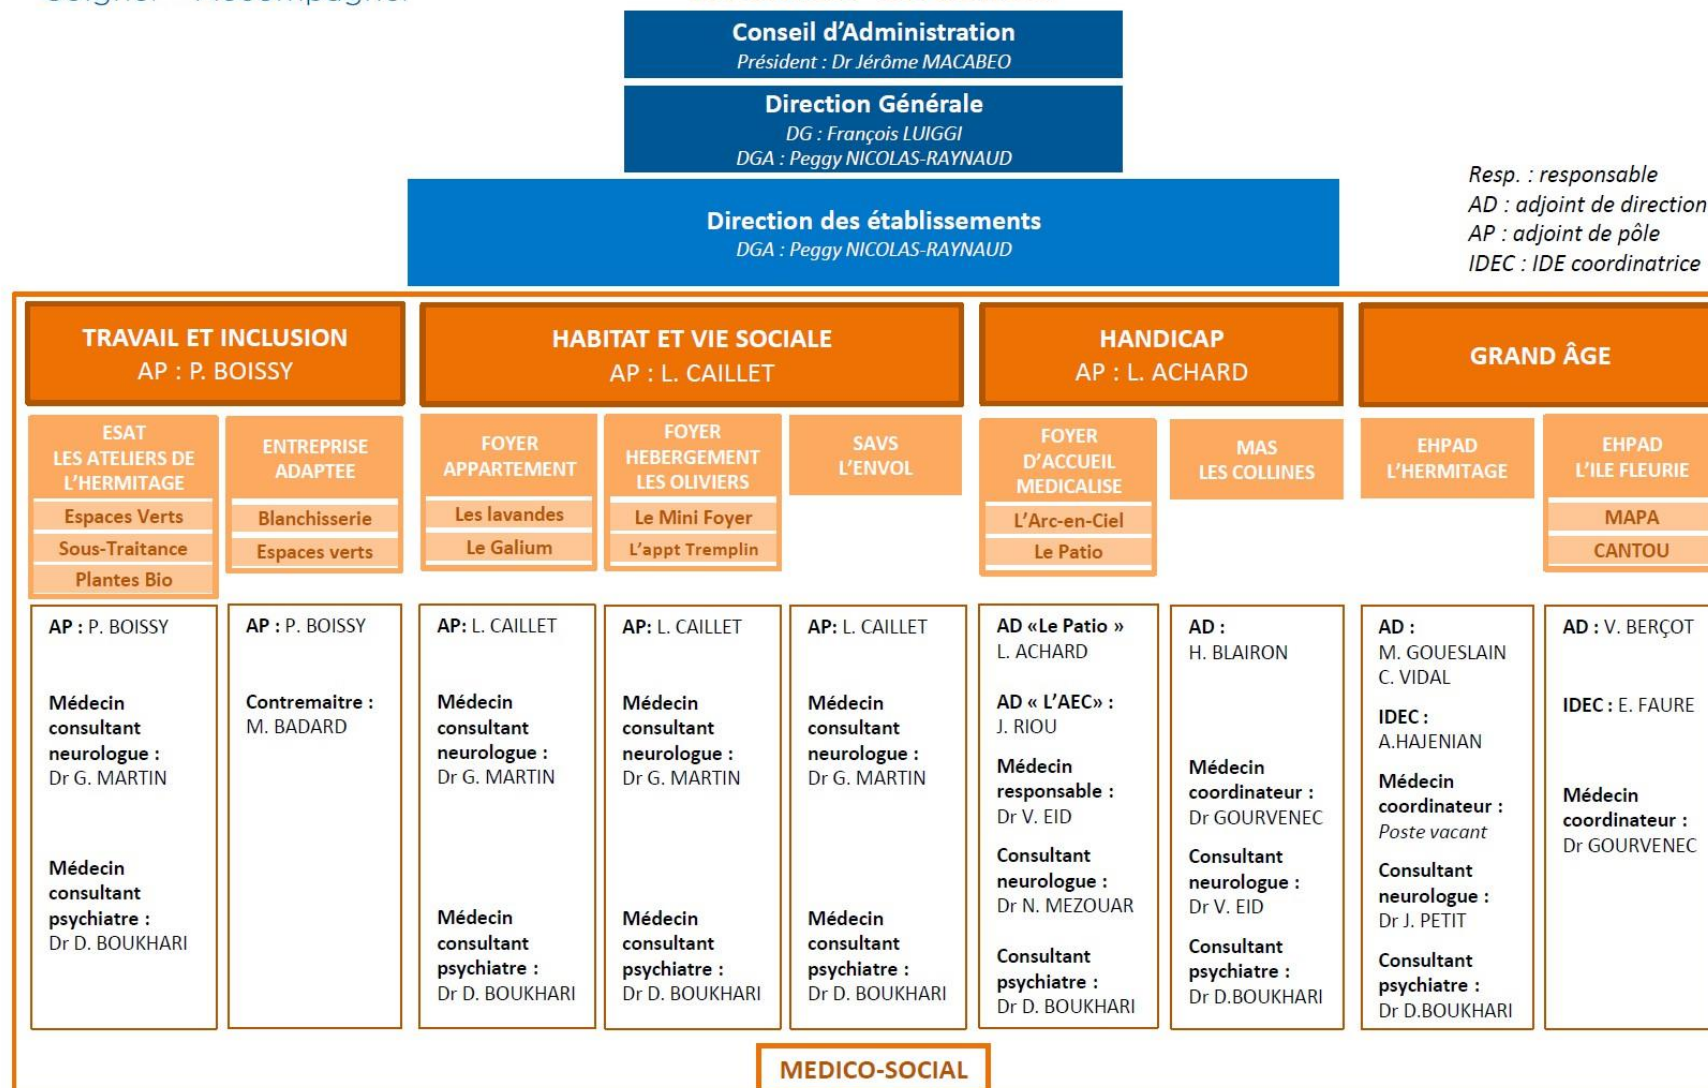 Soigner - Accompagner
Conseil d’Administration
Président : Dr Jérôme MACABEO
Direction Générale
DG : François LUIGGI
DGA : Peggy NICOLAS-RAYNAUD
Direction des établissements
DGA : Peggy NICOLAS-RAYNAUD
Resp. : responsable
AD : adjoint de direction
AP : adjoint de pôle
IDEC : IDE coordinatrice
TRAVAIL ET INCLUSION
AP : P. BOISSY
HABITAT ET VIE SOCIALE
AP : L. CAILLET
HANDICAP
AP : L. ACHARD
GRAND ÂGE
ESAT
LES ATELIERS DE
L’HERMITAGE
Espaces Verts
Sous-Traitance
Plantes Bio
ENTREPRISE
ADAPTEE
Blanchisserie
Espaces verts
FOYER
APPARTEMENT
Les lavandes
Le Galium
FOYER
HEBERGEMENT
LES OLIVIERS
Le Mini Foyer
L’appt Tremplin
SAVS
L’ENVOL
FOYER
D’ACCUEIL
MEDICALISE
L’Arc-en-Ciel
Le Patio
MAS
LES COLLINES
EHPAD
L’HERMITAGE
EHPAD
L’ILE FLEURIE
MAPA
CANTOU
AP : P. BOISSY
Médecin
consultant
neurologue :
Dr G. MARTIN
Médecin
consultant
psychiatre :
Dr D. BOUKHARI
AP : P. BOISSY
Contremaitre :
M. BADARD
AP: L. CAILLET
Médecin
consultant
neurologue :
Dr G. MARTIN
Médecin
consultant
psychiatre :
Dr D. BOUKHARI
AP: L. CAILLET
Médecin
consultant
neurologue :
Dr G. MARTIN
Médecin
consultant
psychiatre :
Dr D. BOUKHARI
AP: L. CAILLET
Médecin
consultant
neurologue :
Dr G. MARTIN
Médecin
consultant
psychiatre :
Dr D. BOUKHARI
AD «Le Patio »
L. ACHARD
AD « L’AEC» :
J. RIOU
Médecin
responsable :
Dr V. EID
Consultant
neurologue :
Dr N. MEZOUAR
Consultant
psychiatre :
Dr D. BOUKHARI
AD :
H. BLAIRON
Médecin
coordinateur :
Dr GOURVENEC
Consultant
neurologue :
Dr V. EID
Consultant
psychiatre :
Dr D.BOUKHARI
AD :
M. GOUESLAIN
C. VIDAL
IDEC :
A.HAJENIAN
Médecin
coordinateur :
Poste vacant
Consultant
neurologue :
Dr J. PETIT
Consultant
psychiatre :
Dr D.BOUKHARI
AD : V. BERÇOT
IDEC : E. FAURE
Médecin
coordinateur :
Dr GOURVENEC
MEDICO-SOCIAL